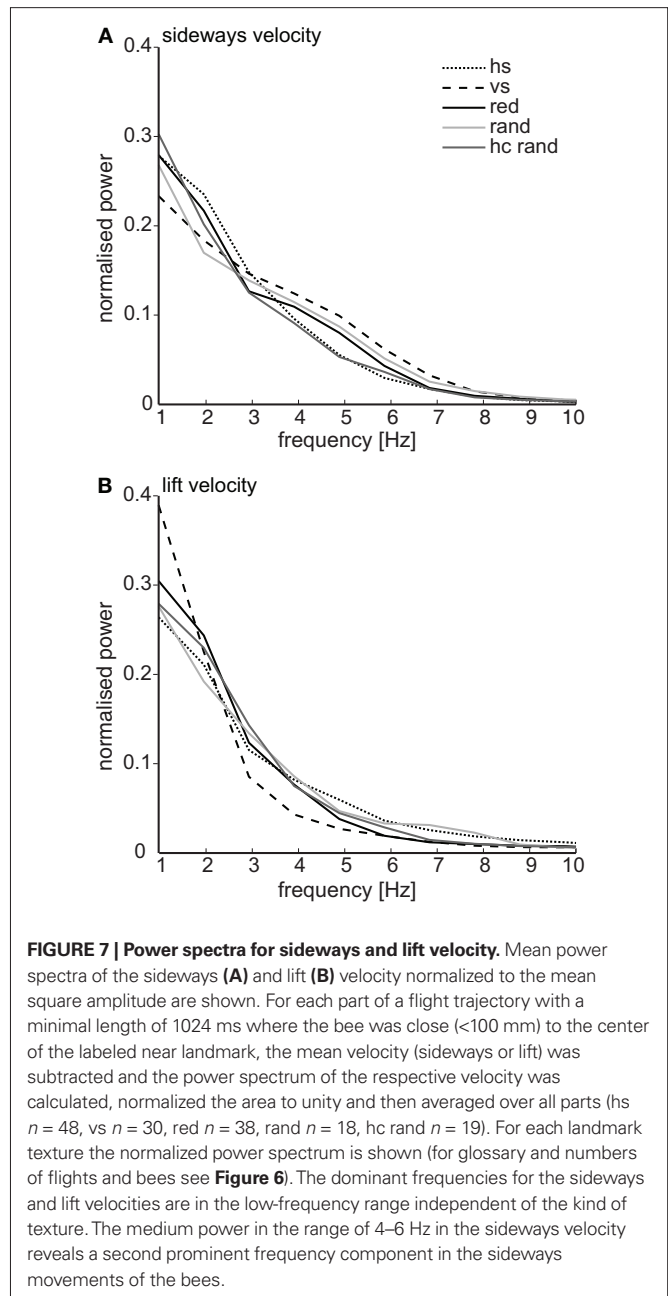 A sideways velocity
0.4
0.3
0.2
0.1
0
normalised power
hs
vs
red
rand
hc rand
1 2 3 4 5 6 7 8 9 10
frequency [Hz]
B lift velocity
0.4
0.3
0.2
0.1
0
normalised power
1 2 3 4 5 6 7 8 9 10
frequency [Hz]
FIGURE 7 | Power spectra for sideways and lift velocity. Mean power
spectra of the sideways (A) and lift (B) velocity normalized to the mean
square amplitude are shown. For each part of a flight trajectory with a
minimal length of 1024 ms where the bee was close (<100 mm) to the center
of the labeled near landmark, the mean velocity (sideways or lift) was
subtracted and the power spectrum of the respective velocity was
calculated, normalized the area to unity and then averaged over all parts (hs
n = 48, vs n = 30, red n = 38, rand n = 18, hc rand n = 19). For each landmark
texture the normalized power spectrum is shown (for glossary and numbers
of flights and bees see Figure 6). The dominant frequencies for the sideways
and lift velocities are in the low-frequency range independent of the kind of
texture. The medium power in the range of 4–6 Hz in the sideways velocity
reveals a second prominent frequency component in the sideways
movements of the bees.